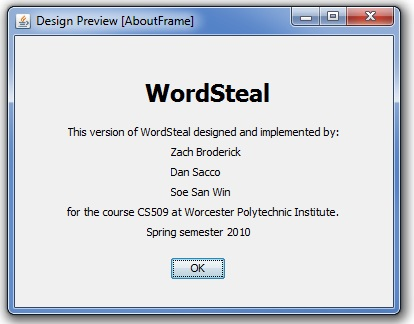 Design Preview [AboutFrame]
WordSteal
This version of WordSteal designed and implemented by:
Zach Broderick
Dan Sacco
Soe San Win
for the course CS509 at Worcester Polytechnic Institute.
Spring semester 2010
OK